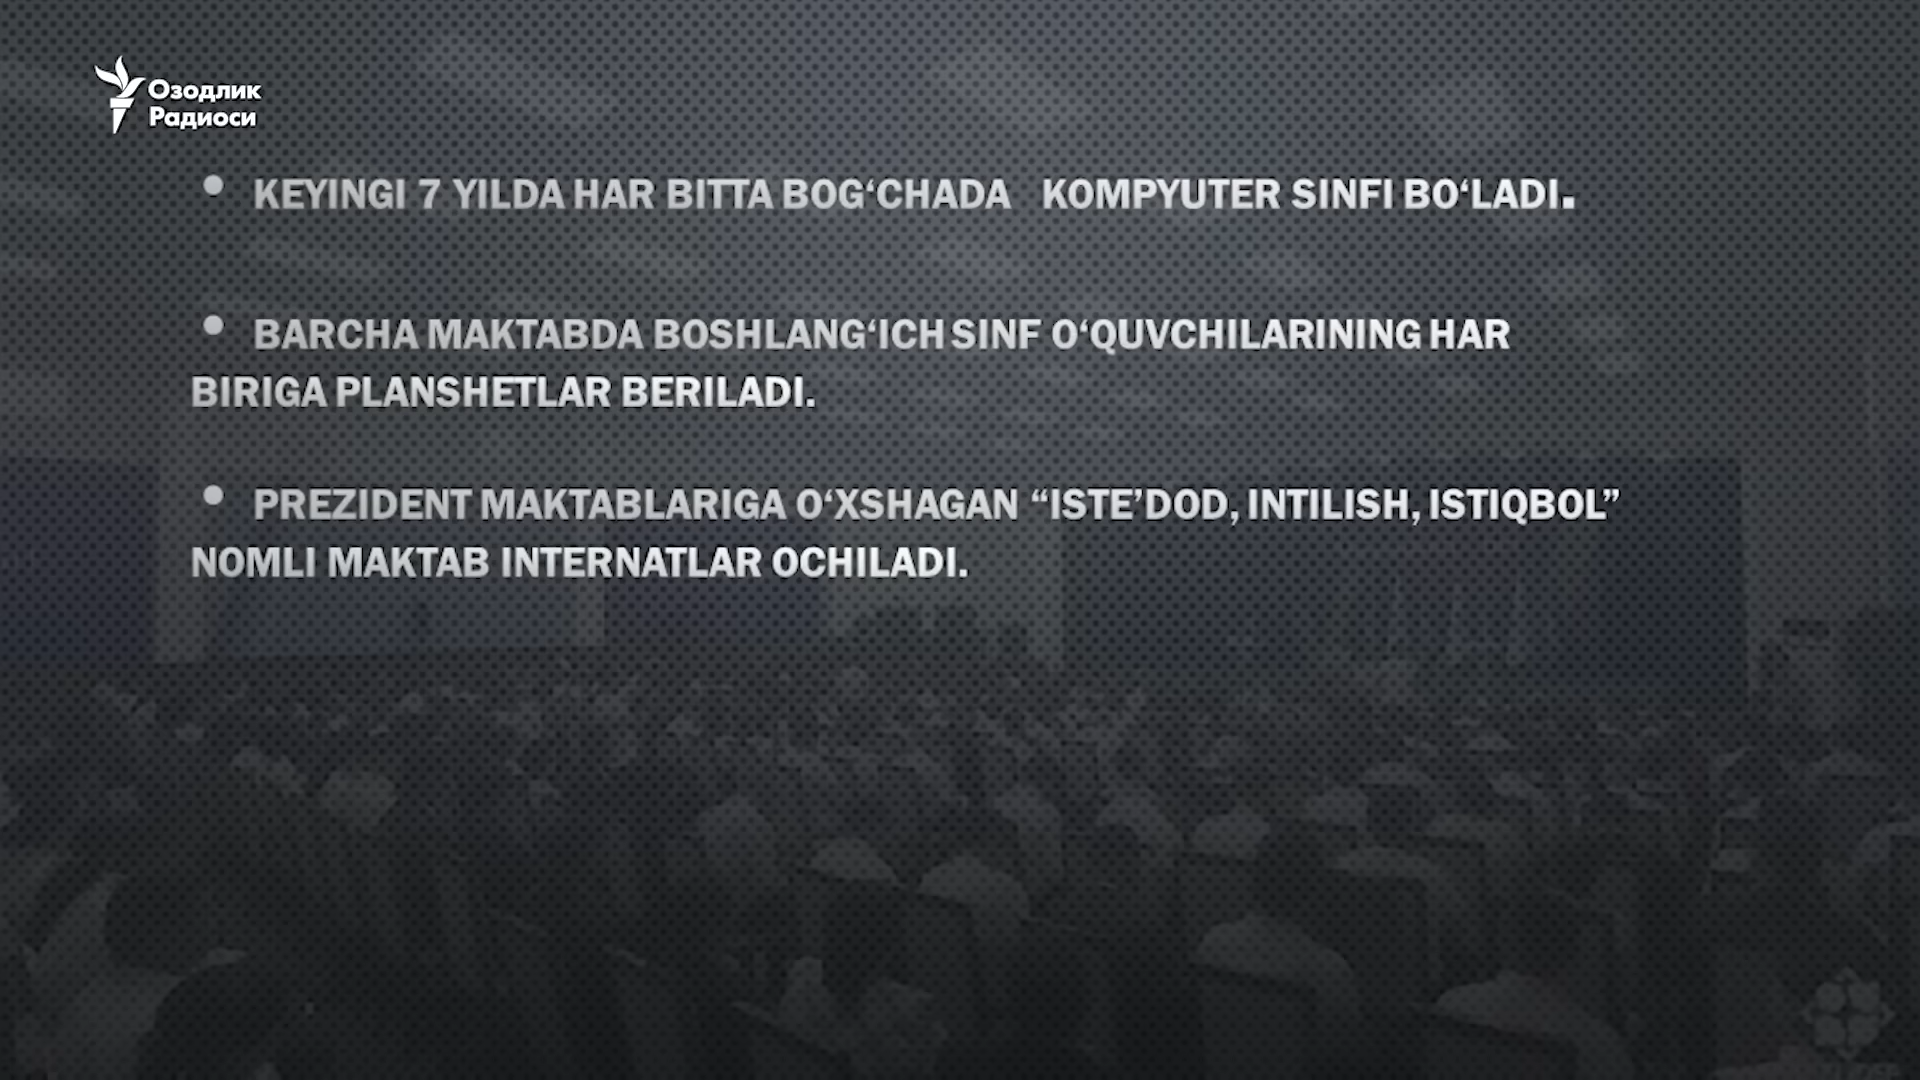 Озодлик
Радиоси
• KEYINGI 7 YILDA HAR BITTA BOG‘CHADA KOMPYUTER SINFI BO‘LADI.
• BARCHA MAKTABDA BOSHLANG‘ICH SINF O‘QUVCHILARINING HAR
BIRIGA PLANSHETLAR BERILADI.
• PREZIDENT MAKTABLARIGA O‘XSHAGAN “ISTE’DOD, INTILISH, ISTIQBOL”
NOMLI MAKTAB INTERNATLAR OCHILADI.